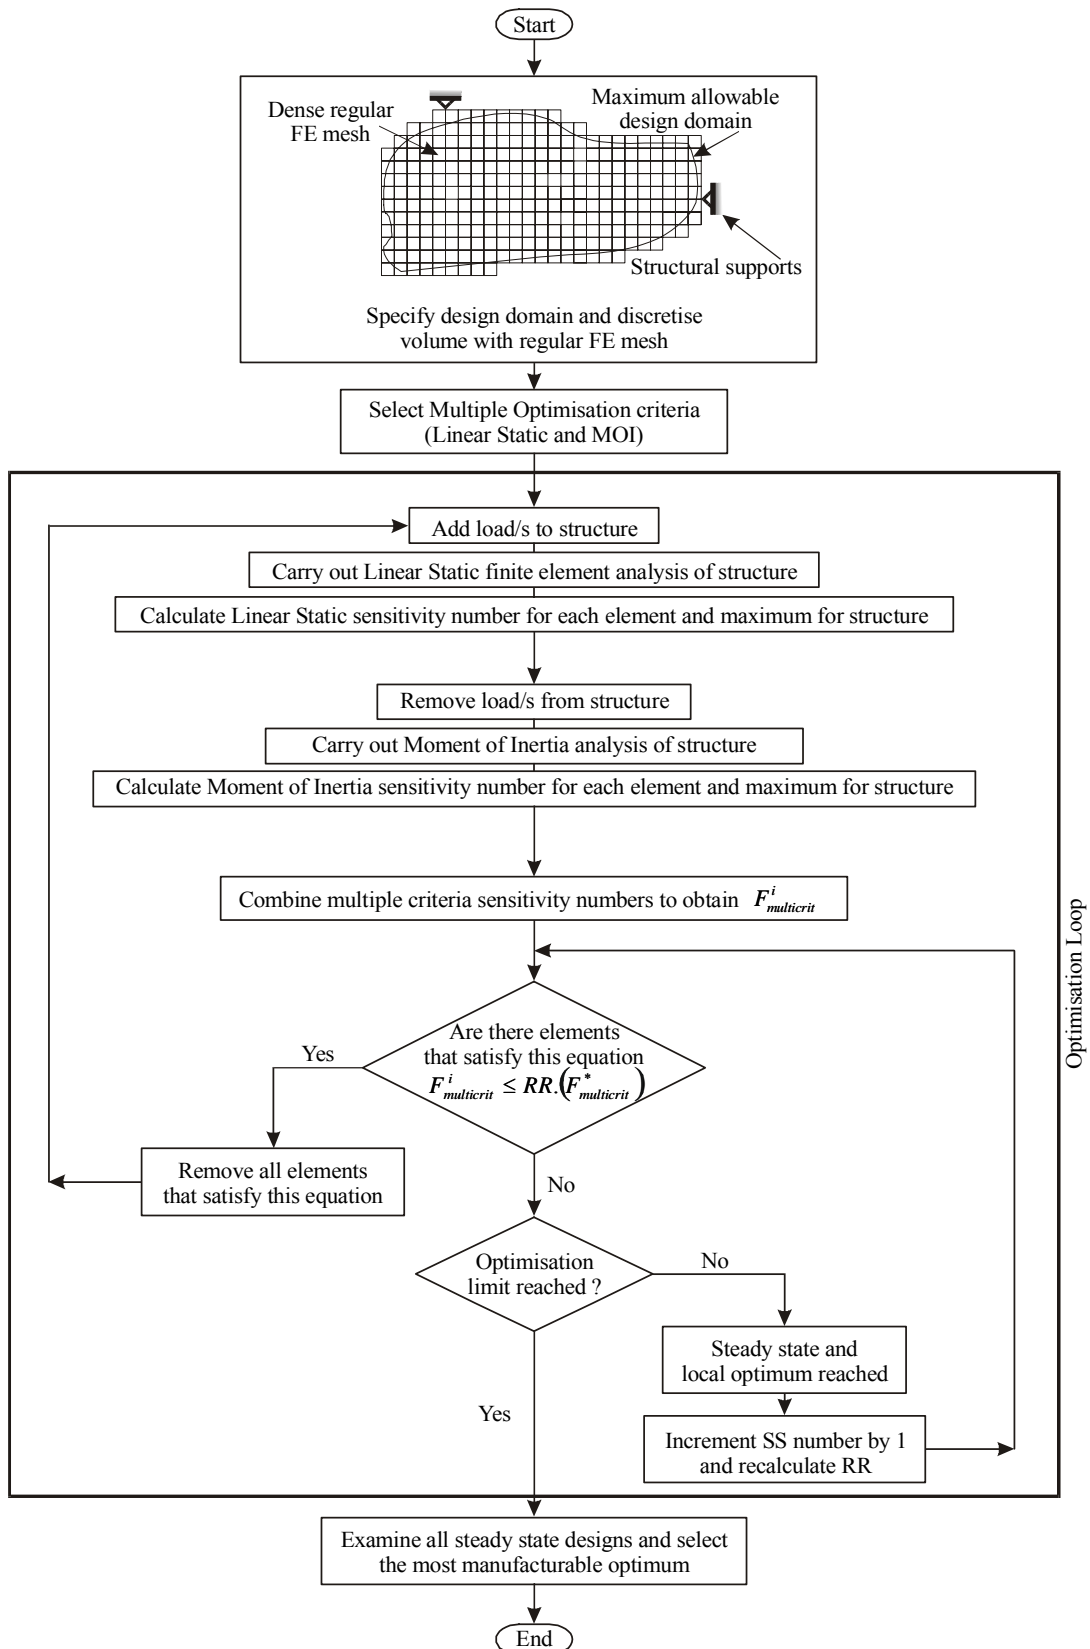 Start
Dense regular
FE mesh
Maximum allowable
design domain
Structural supports
Specify design domain and discretise
volume with regular FE mesh
Select Multiple Optimisation criteria
(Linear Static and MOI)
Add load/s to structure
Carry out Linear Static finite element analysis of structure
Calculate Linear Static sensitivity number for each element and maximum for structure
Remove load/s from structure
Carry out Moment of Inertia analysis of structure
Calculate Moment of Inertia sensitivity number for each element and maximum for structure
Combine multiple criteria sensitivity numbers to obtain F^i_multicrit
Optimisation Loop
Are there elements
that satisfy this equation
F^i_multicrit ≤ RR.(F^*_multicrit)
Yes
Remove all elements
that satisfy this equation
No
Optimisation
limit reached ?
No
Steady state and
local optimum reached
Yes
Increment SS number by 1
and recalculate RR
Examine all steady state designs and select
the most manufacturable optimum
End